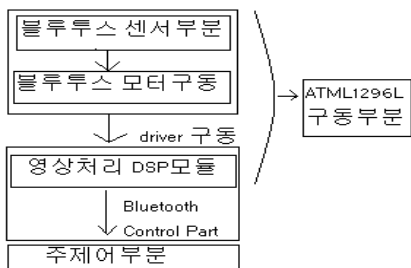 블루투스 센서부분
블루투스 모터구동
driver 구동
영상처리 DSP모듈
Bluetooth
Control Part
주제어부분
ATML1296L
구동부분